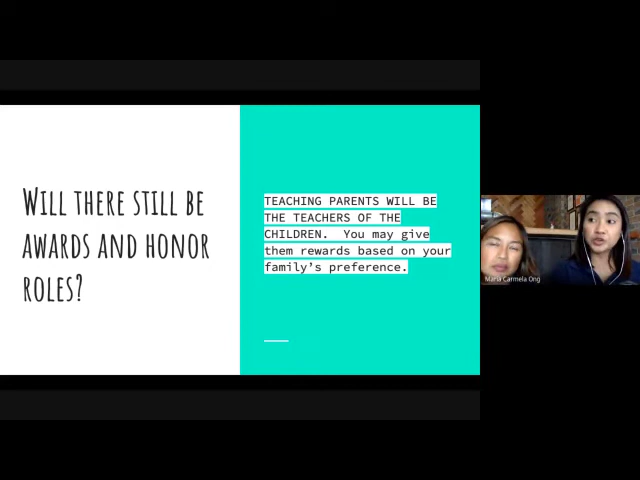 WILL THERE STILL BE
AWARDS AND HONOR
ROLES?
TEACHING PARENTS WILL BE
THE TEACHERS OF THE
CHILDREN. You may give
them rewards based on your
family's preference.
Maria Carmela Ong